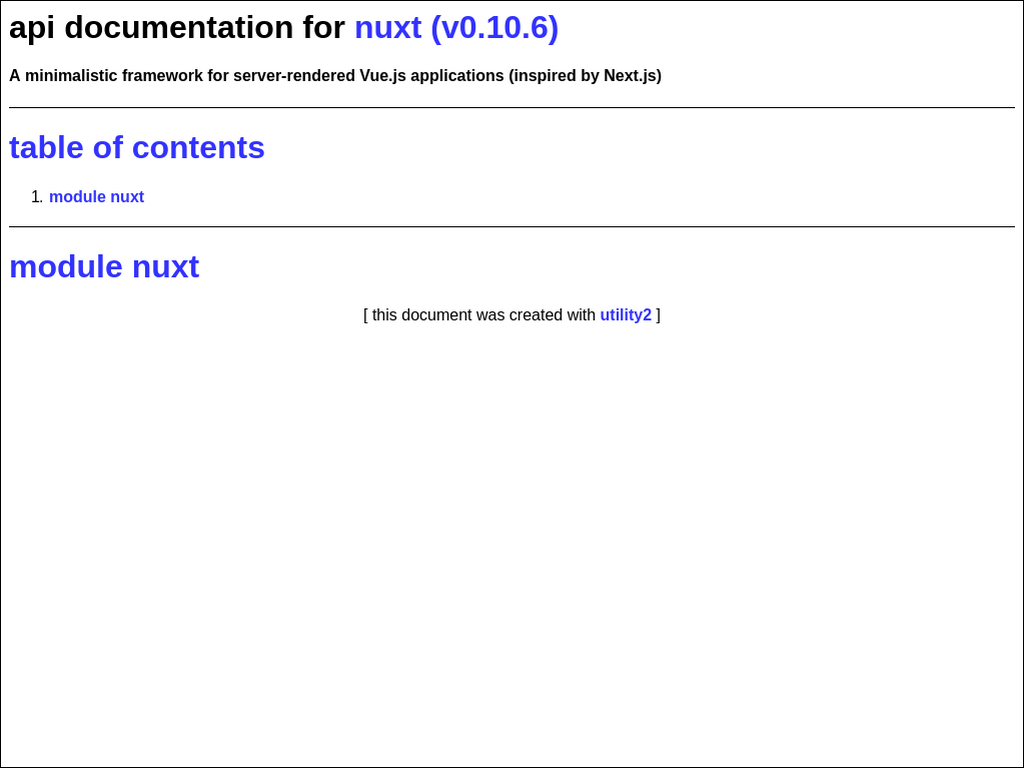 api documentation for nuxt (v0.10.6)
A minimalistic framework for server-rendered Vue.js applications (inspired by Next.js)
table of contents
1. module nuxt
module nuxt
[ this document was created with utility2 ]